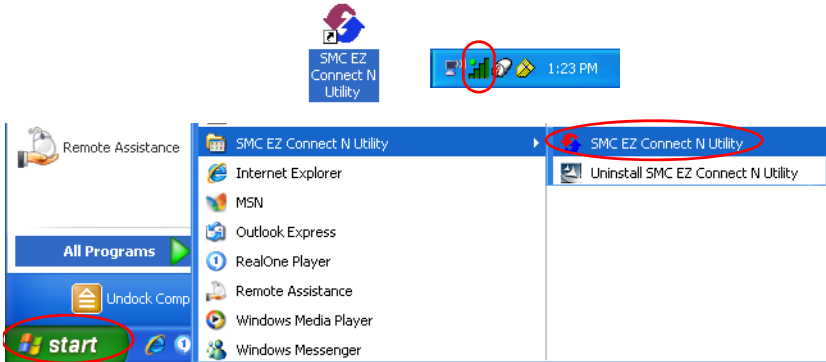 SMC EZ
Connect N
Utility
1:23 PM
Remote Assistance
All Programs
Undock Comp
start
SMC EZ Connect N Utility
Internet Explorer
MSN
Outlook Express
RealOne Player
Remote Assistance
Windows Media Player
Windows Messenger
SMC EZ Connect N Utility
Uninstall SMC EZ Connect N Utility